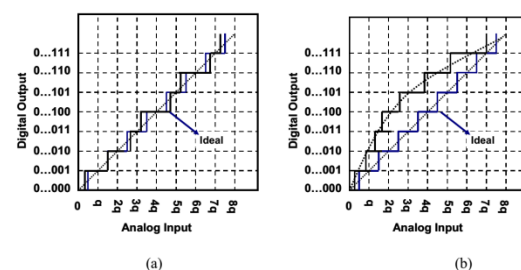 0...111
0...110
0...101
0...100
0...011
0...010
0...001
0...000
Digital Output
Ideal
0 q 2q 3q 4q 5q 6q 7q 8q
Analog Input
(a)
0...111
0...110
0...101
0...100
0...011
0...010
0...001
0...000
Digital Output
Ideal
0 q 2q 3q 4q 5q 6q 7q 8q
Analog Input
(b)